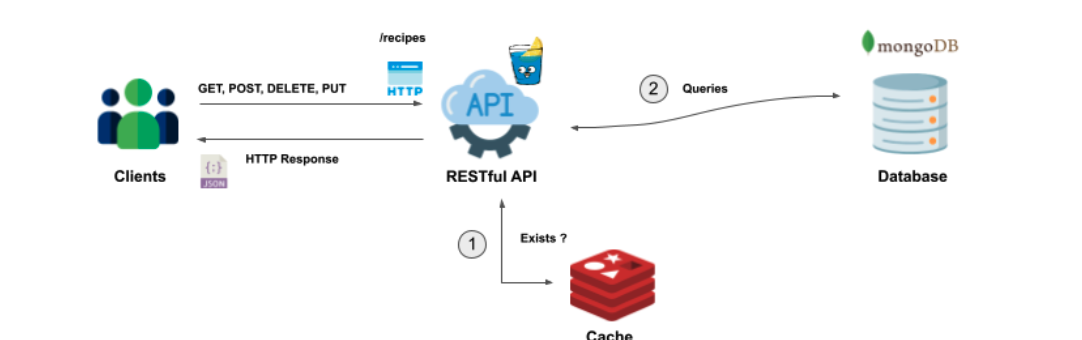 /recipes
HTTP
GET, POST, DELETE, PUT
API
HTTP Response
{:}
JSON
Clients
RESTful API
2
Queries
mongoDB
Database
1
Exists ?
Cache